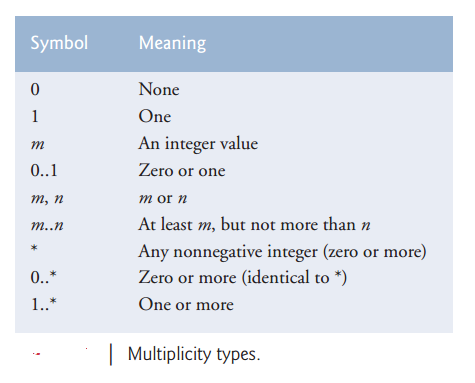 Symbol Meaning
0 None
1 One
m An integer value
0..1 Zero or one
m, n m or n
m..n At least m, but not more than n
* Any nonnegative integer (zero or more)
0..* Zero or more (identical to *)
1..* One or more
| Multiplicity types.